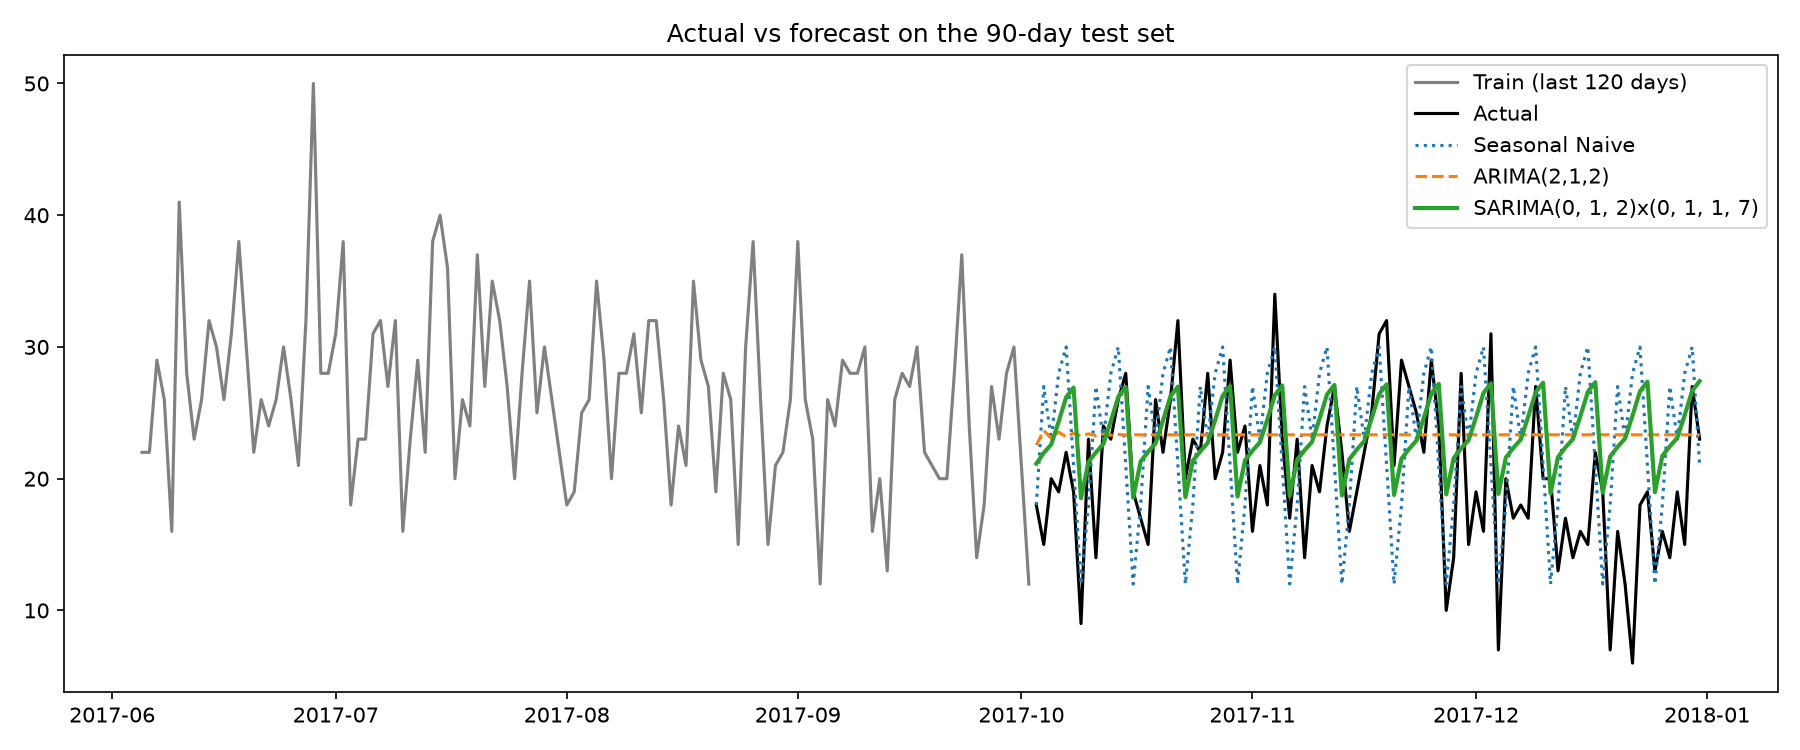 Actual vs forecast on the 90-day test set
50
40
30
20
10
Train (last 120 days)
Actual
Seasonal Naive
ARIMA(2,1,2)
SARIMA(0, 1, 2)x(0, 1, 1, 7)
2017-06
2017-07
2017-08
2017-09
2017-10
2017-11
2017-12
2018-01